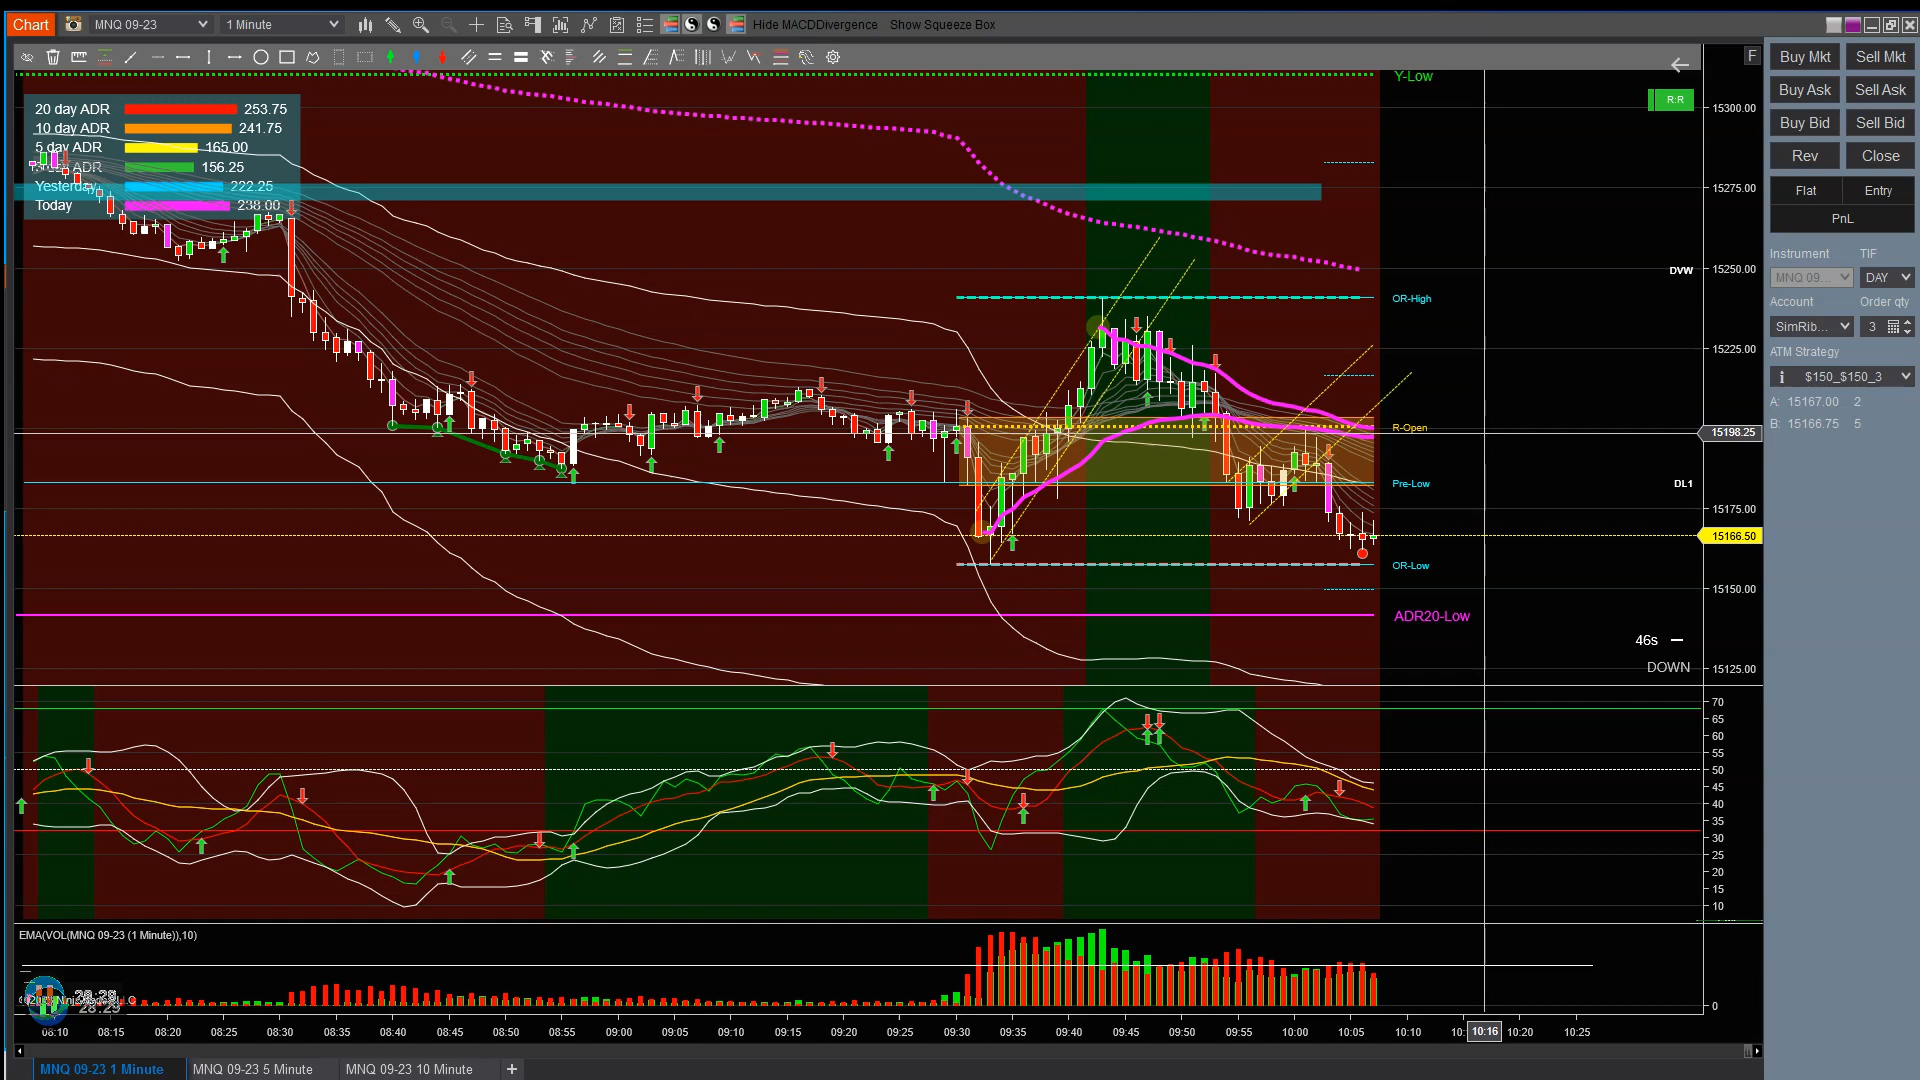 Chart MNQ 09-23 1 Minute Hide MACDDivergence Show Squeeze Box
F
Buy Mkt Sell Mkt
Buy Ask Sell Ask
Buy Bid Sell Bid
Rev Close
Flat Entry
PnL
Instrument TIF
MNQ 09... DAY
Account Order qty
SimRib... 3
ATM Strategy
$150_$150_3
A: 15167.00 2
B: 15166.75 5
20 day ADR 253.75
10 day ADR 241.75
5 day ADR 165.00
ADR 156.25
Yesterday 222.25
Today 238.00
Y-Low
R:R
15300.00
15275.00
DVW 15250.00
OR-High
15225.00
R-Open
15198.25
Pre-Low DL1
15175.00
15166.50
OR-Low
15150.00
ADR20-Low
46s
DOWN
15125.00
70
65
60
55
50
45
40
35
30
25
20
15
10
EMA(VOL(MNQ 09-23 (1 Minute)),10)
28:29
0
08:10 08:15 08:20 08:25 08:30 08:35 08:40 08:45 08:50 08:55 09:00 09:05 09:10 09:15 09:20 09:25 09:30 09:35 09:40 09:45 09:50 09:55 10:00 10:05 10:10 10: 10:16 10:20 10:25
MNQ 09-23 1 Minute MNQ 09-23 5 Minute MNQ 09-23 10 Minute +